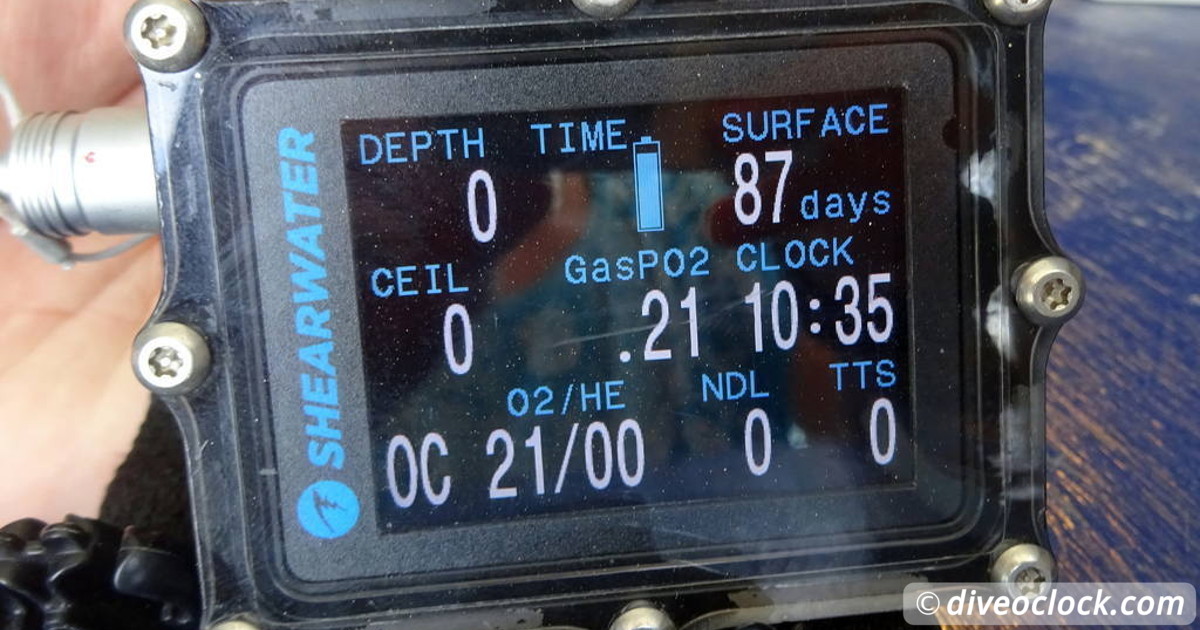 SHEARWATER
DEPTH TIME SURFACE
0 87 days
CEIL GasPO2 CLOCK
0 .21 10:35
O2/HE NDL TTS
OC 21/00 0 0
© diveoclock.com